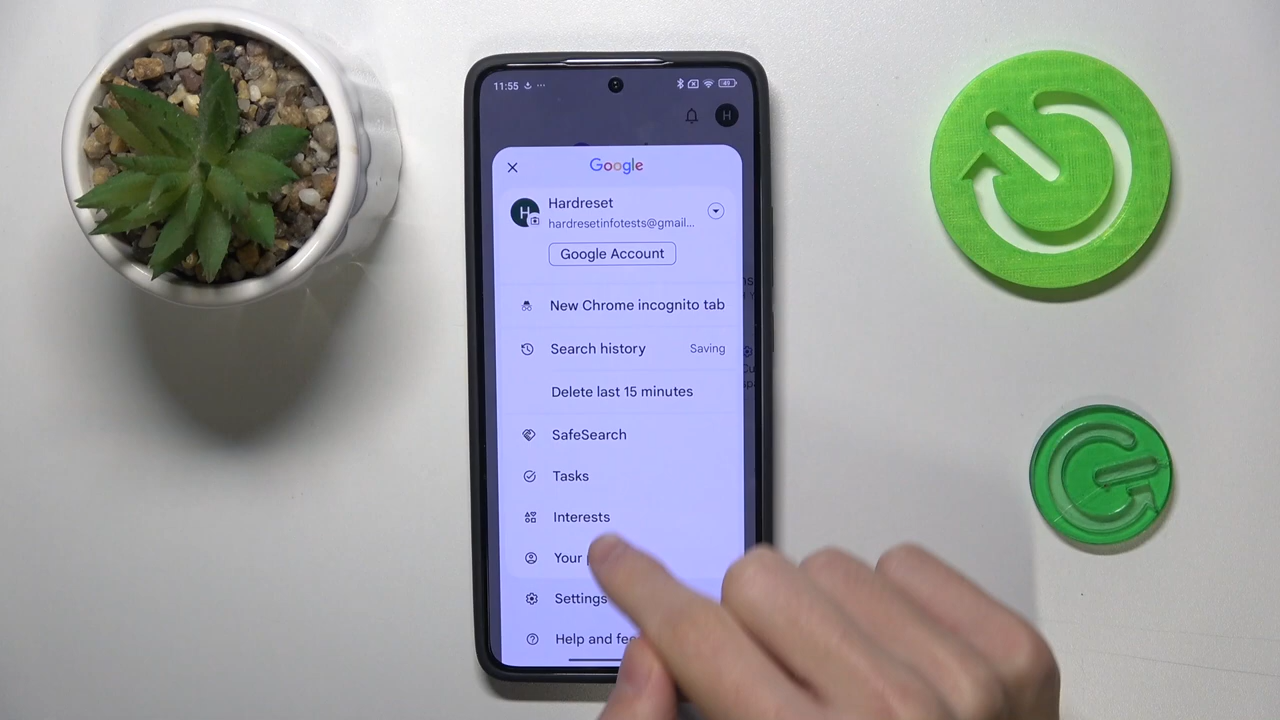 11:55
49
H
Google
H
Hardreset
hardresetinfotests@gmail...
Google Account
New Chrome incognito tab
Search history Saving
Delete last 15 minutes
SafeSearch
Tasks
Interests
Your
Settings
Help and fee